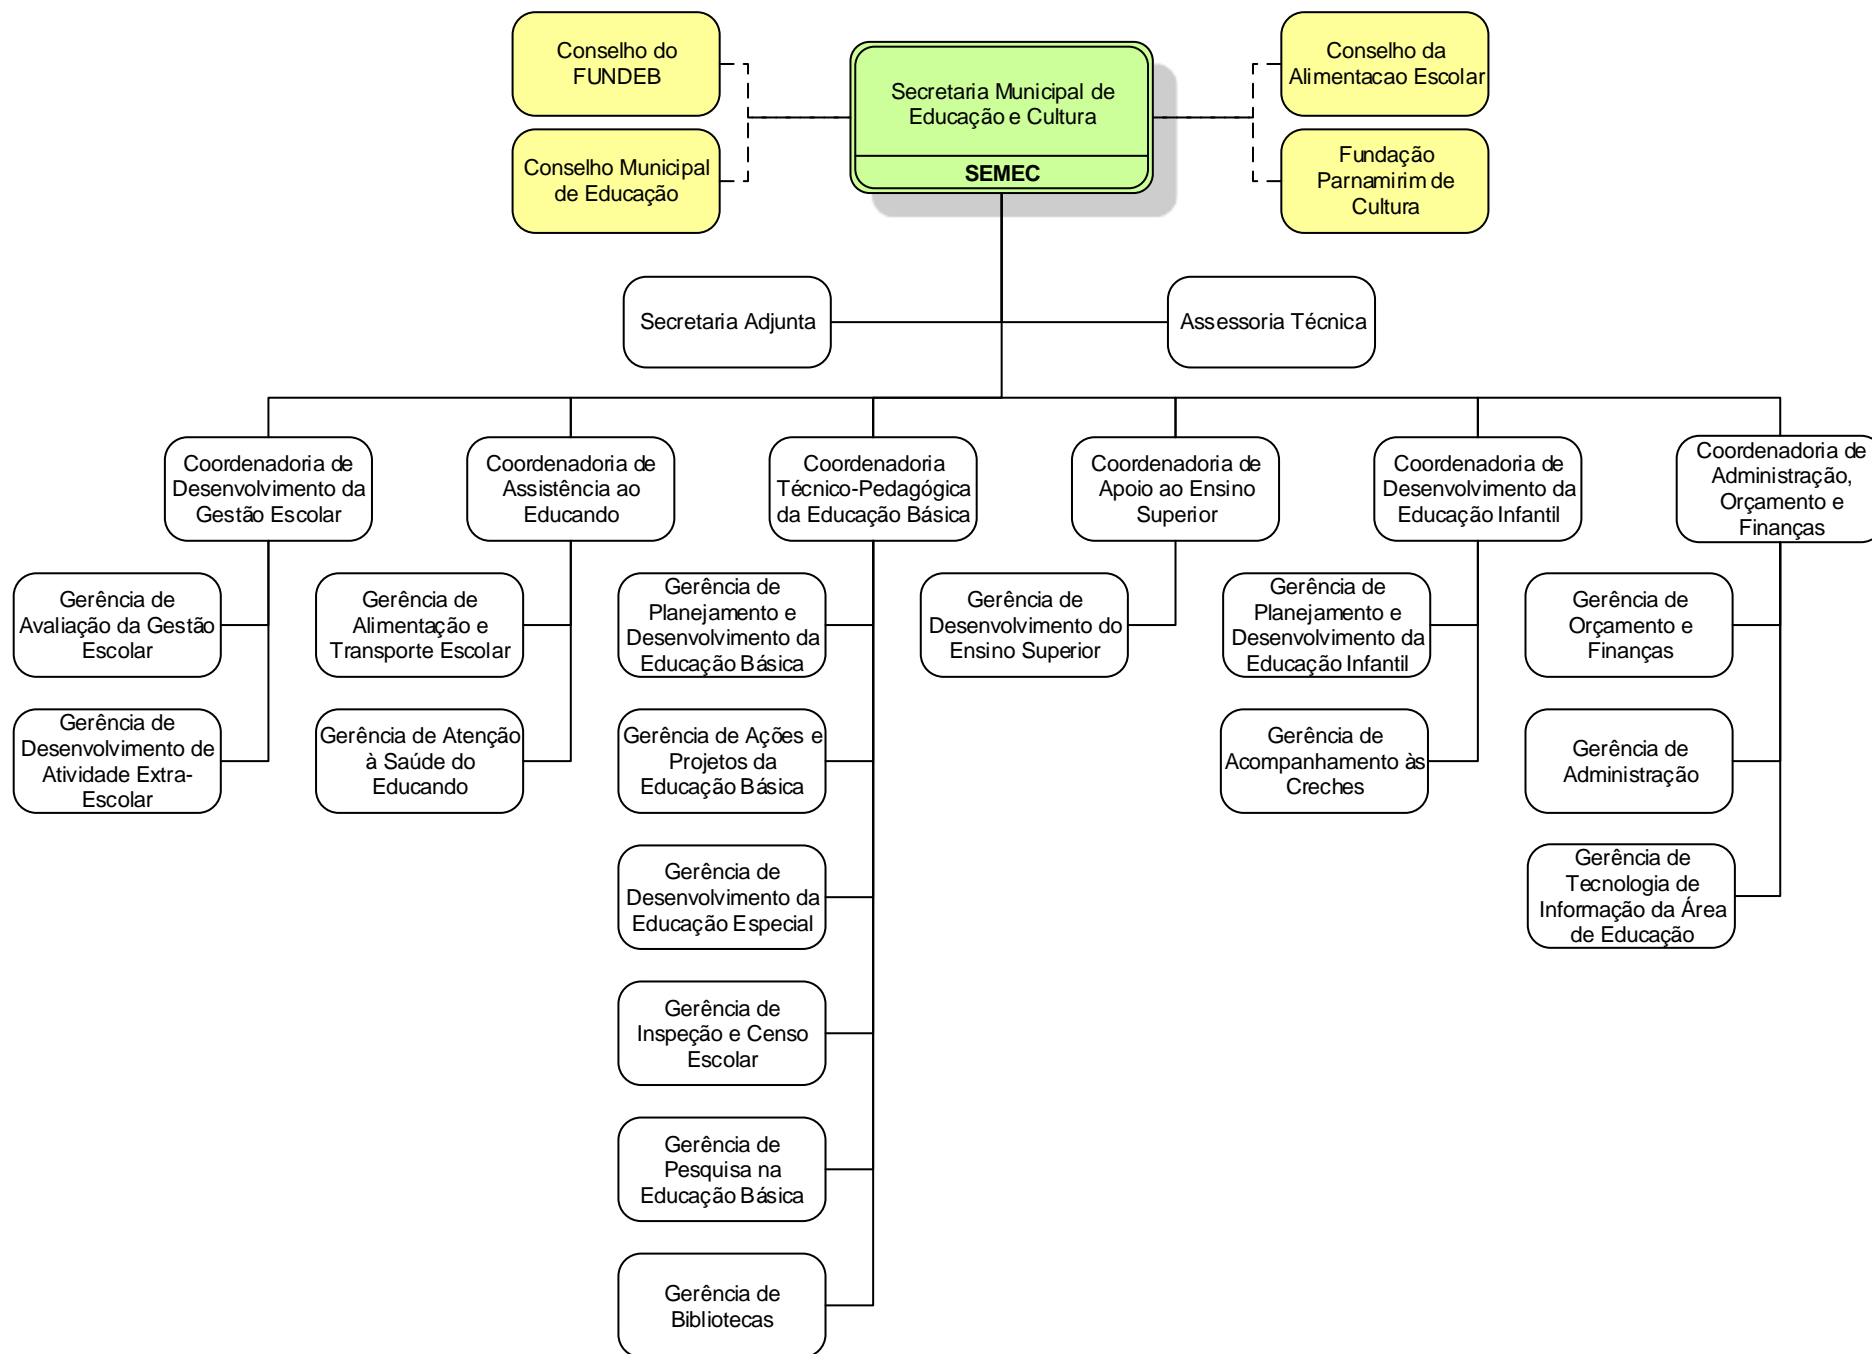 Conselho do
FUNDEB
Conselho Municipal
de Educação
Secretaria Municipal de
Educação e Cultura
SEMEC
Conselho da
Alimentacao Escolar
Fundação
Parnamirim de
Cultura
Secretaria Adjunta
Assessoria Técnica
Coordenadoria de
Desenvolvimento da
Gestão Escolar
Coordenadoria de
Assistência ao
Educando
Coordenadoria
Técnico-Pedagógica
da Educação Básica
Coordenadoria de
Apoio ao Ensino
Superior
Coordenadoria de
Desenvolvimento da
Educação Infantil
Coordenadoria de
Administração,
Orçamento e
Finanças
Gerência de
Avaliação da Gestão
Escolar
Gerência de
Alimentação e
Transporte Escolar
Gerência de
Planejamento e
Desenvolvimento da
Educação Básica
Gerência de
Desenvolvimento do
Ensino Superior
Gerência de
Planejamento e
Desenvolvimento da
Educação Infantil
Gerência de
Orçamento e
Finanças
Gerência de
Desenvolvimento de
Atividade Extra-
Escolar
Gerência de Atenção
à Saúde do
Educando
Gerência de Ações e
Projetos da
Educação Básica
Gerência de
Acompanhamento às
Creches
Gerência de
Administração
Gerência de
Desenvolvimento da
Educação Especial
Gerência de
Tecnologia de
Informação da Área
de Educação
Gerência de
Inspeção e Censo
Escolar
Gerência de
Pesquisa na
Educação Básica
Gerência de
Bibliotecas